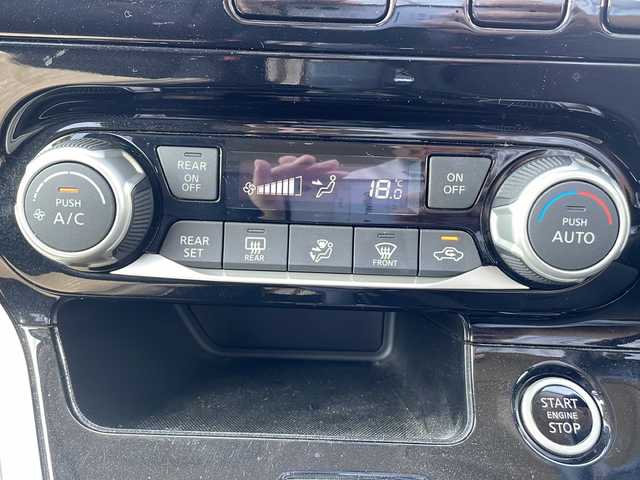 PUSH
A/C
REAR
ON
OFF
18.0
°C
ON
OFF
PUSH
AUTO
REAR
SET
REAR
FRONT
START
ENGINE
STOP